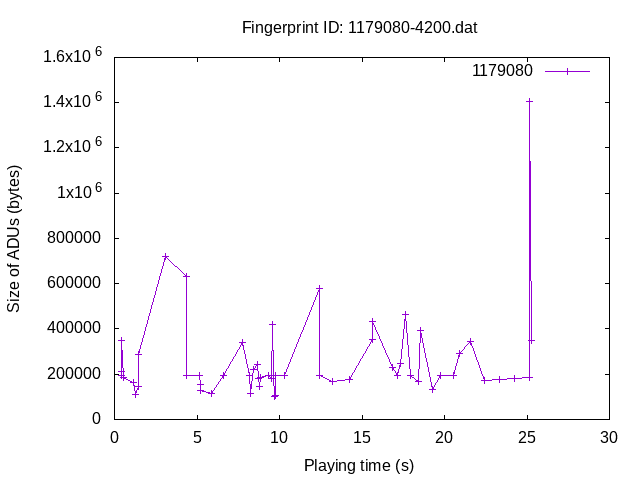 Fingerprint ID: 1179080-4200.dat
1179080
1.6x10^6
1.4x10^6
1.2x10^6
1x10^6
800000
600000
400000
200000
0
Size of ADUs (bytes)
0 5 10 15 20 25 30
Playing time (s)